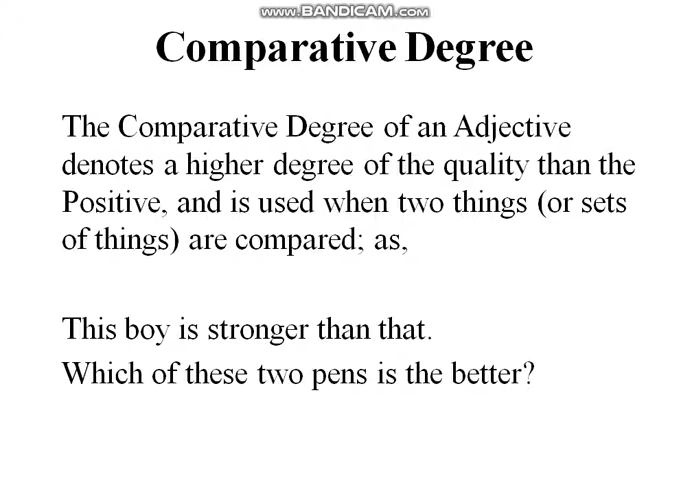 www.BANDICAM.com
Comparative Degree
The Comparative Degree of an Adjective
denotes a higher degree of the quality than the
Positive, and is used when two things (or sets
of things) are compared; as,
This boy is stronger than that.
Which of these two pens is the better?